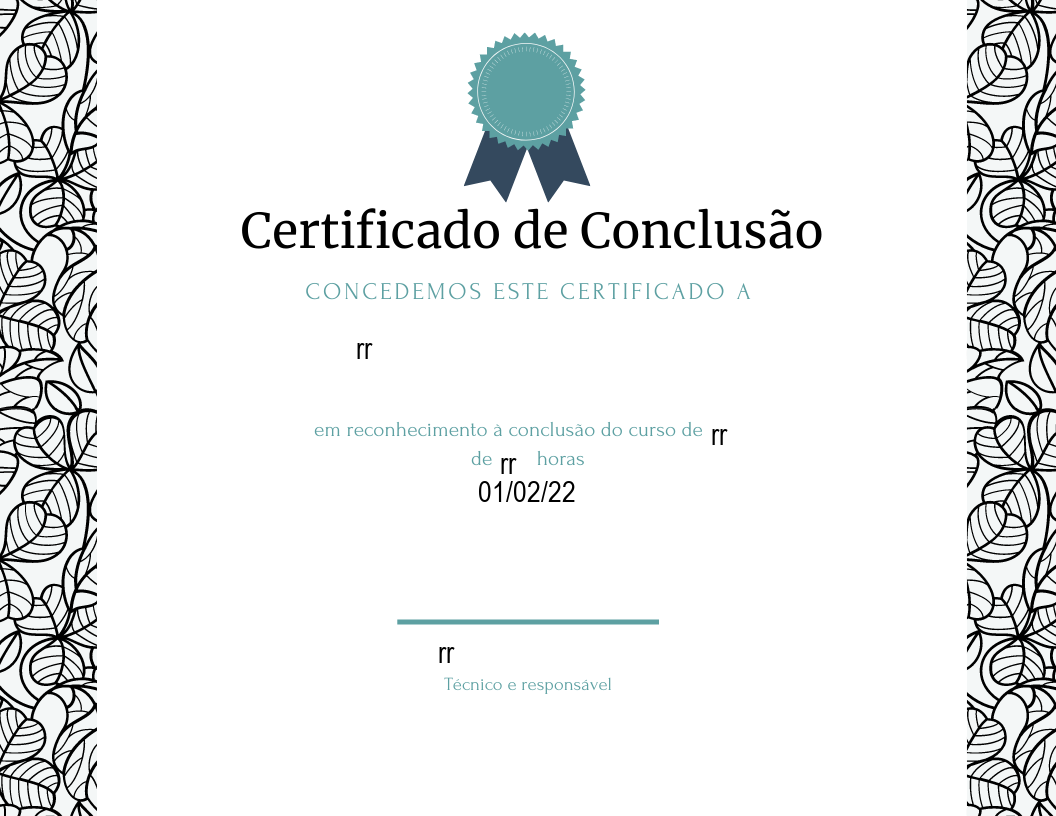 Certificado de Conclusão
CONCEDEMOS ESTE CERTIFICADO A
rr
em reconhecimento à conclusão do curso de rr
de rr horas
01/02/22
rr
Técnico e responsável